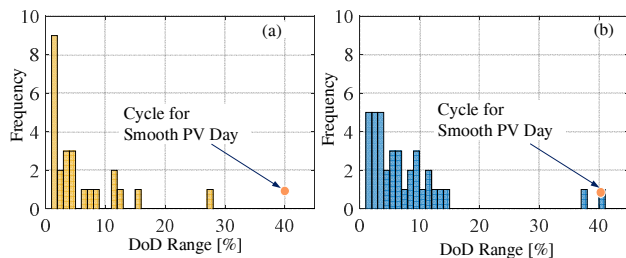 10
8
6
4
2
0
Frequency
(a)
Cycle for
Smooth PV Day
0 10 20 30 40
DoD Range [%]
10
8
6
4
2
0
Frequency
(b)
Cycle for
Smooth PV Day
0 10 20 30 40
DoD Range [%]